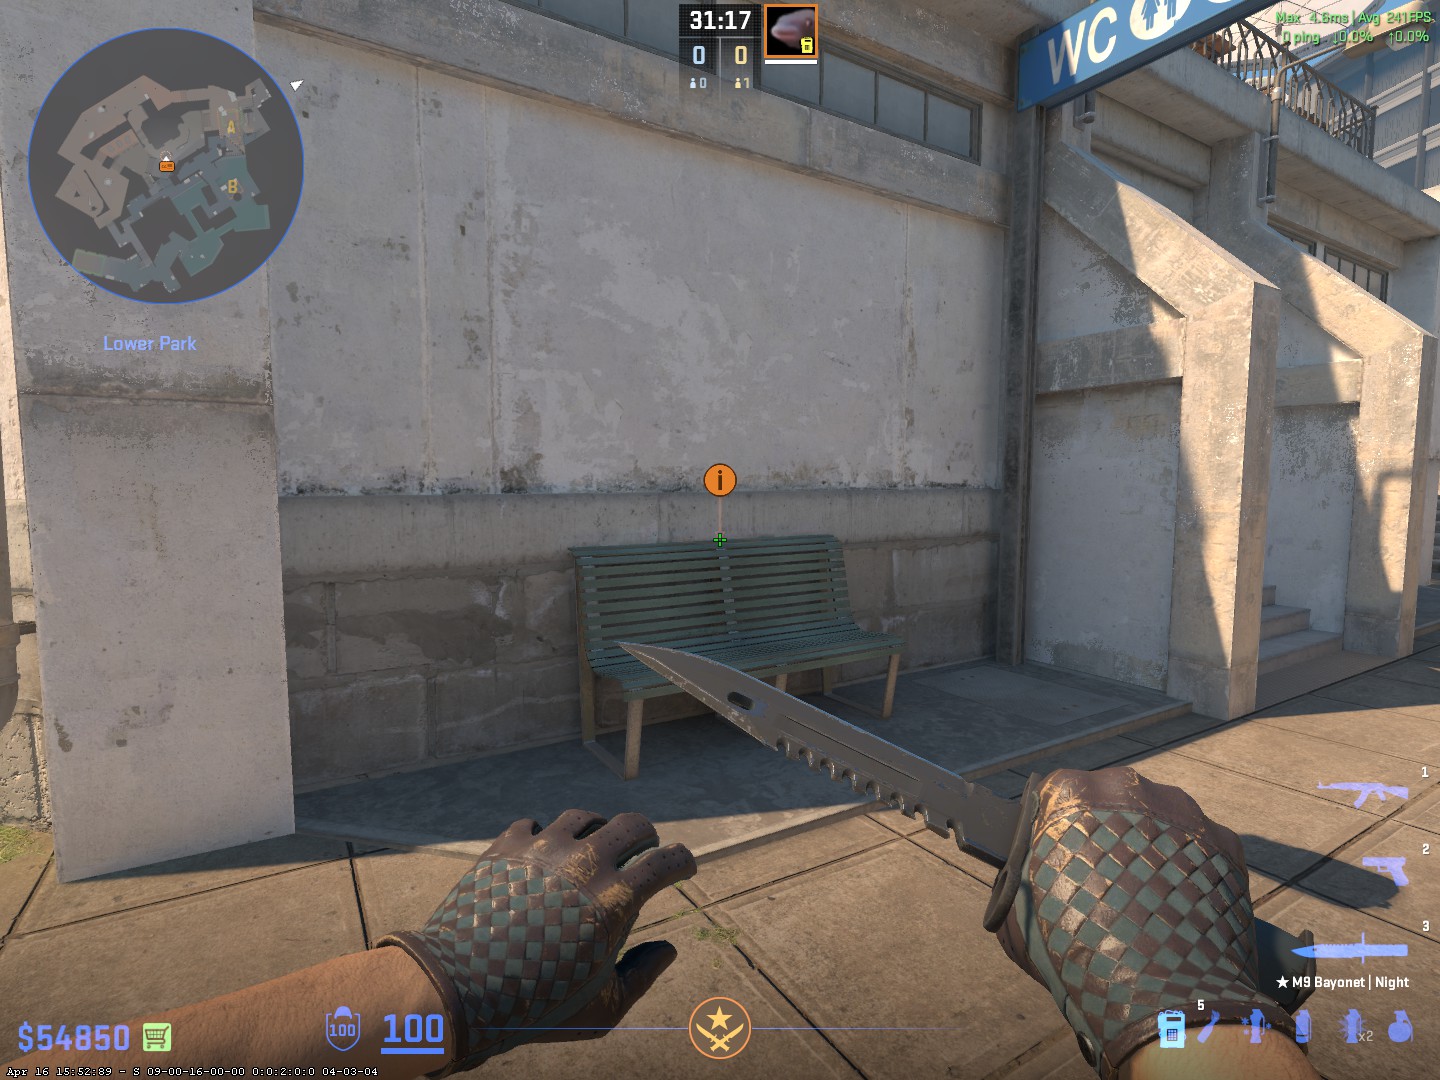 31:17
0 0
0 1
WC
Max 4.6ms | Avg 241FPS
0 ping ↓0.0% ↑0.0%
A
B
Lower Park
i
1
2
3
★ M9 Bayonet | Night
5
x2
$54850
100
100
Apr 16 15:52:89 - S 09-00-16-00-00 0:0:2:0:0 04-03-04